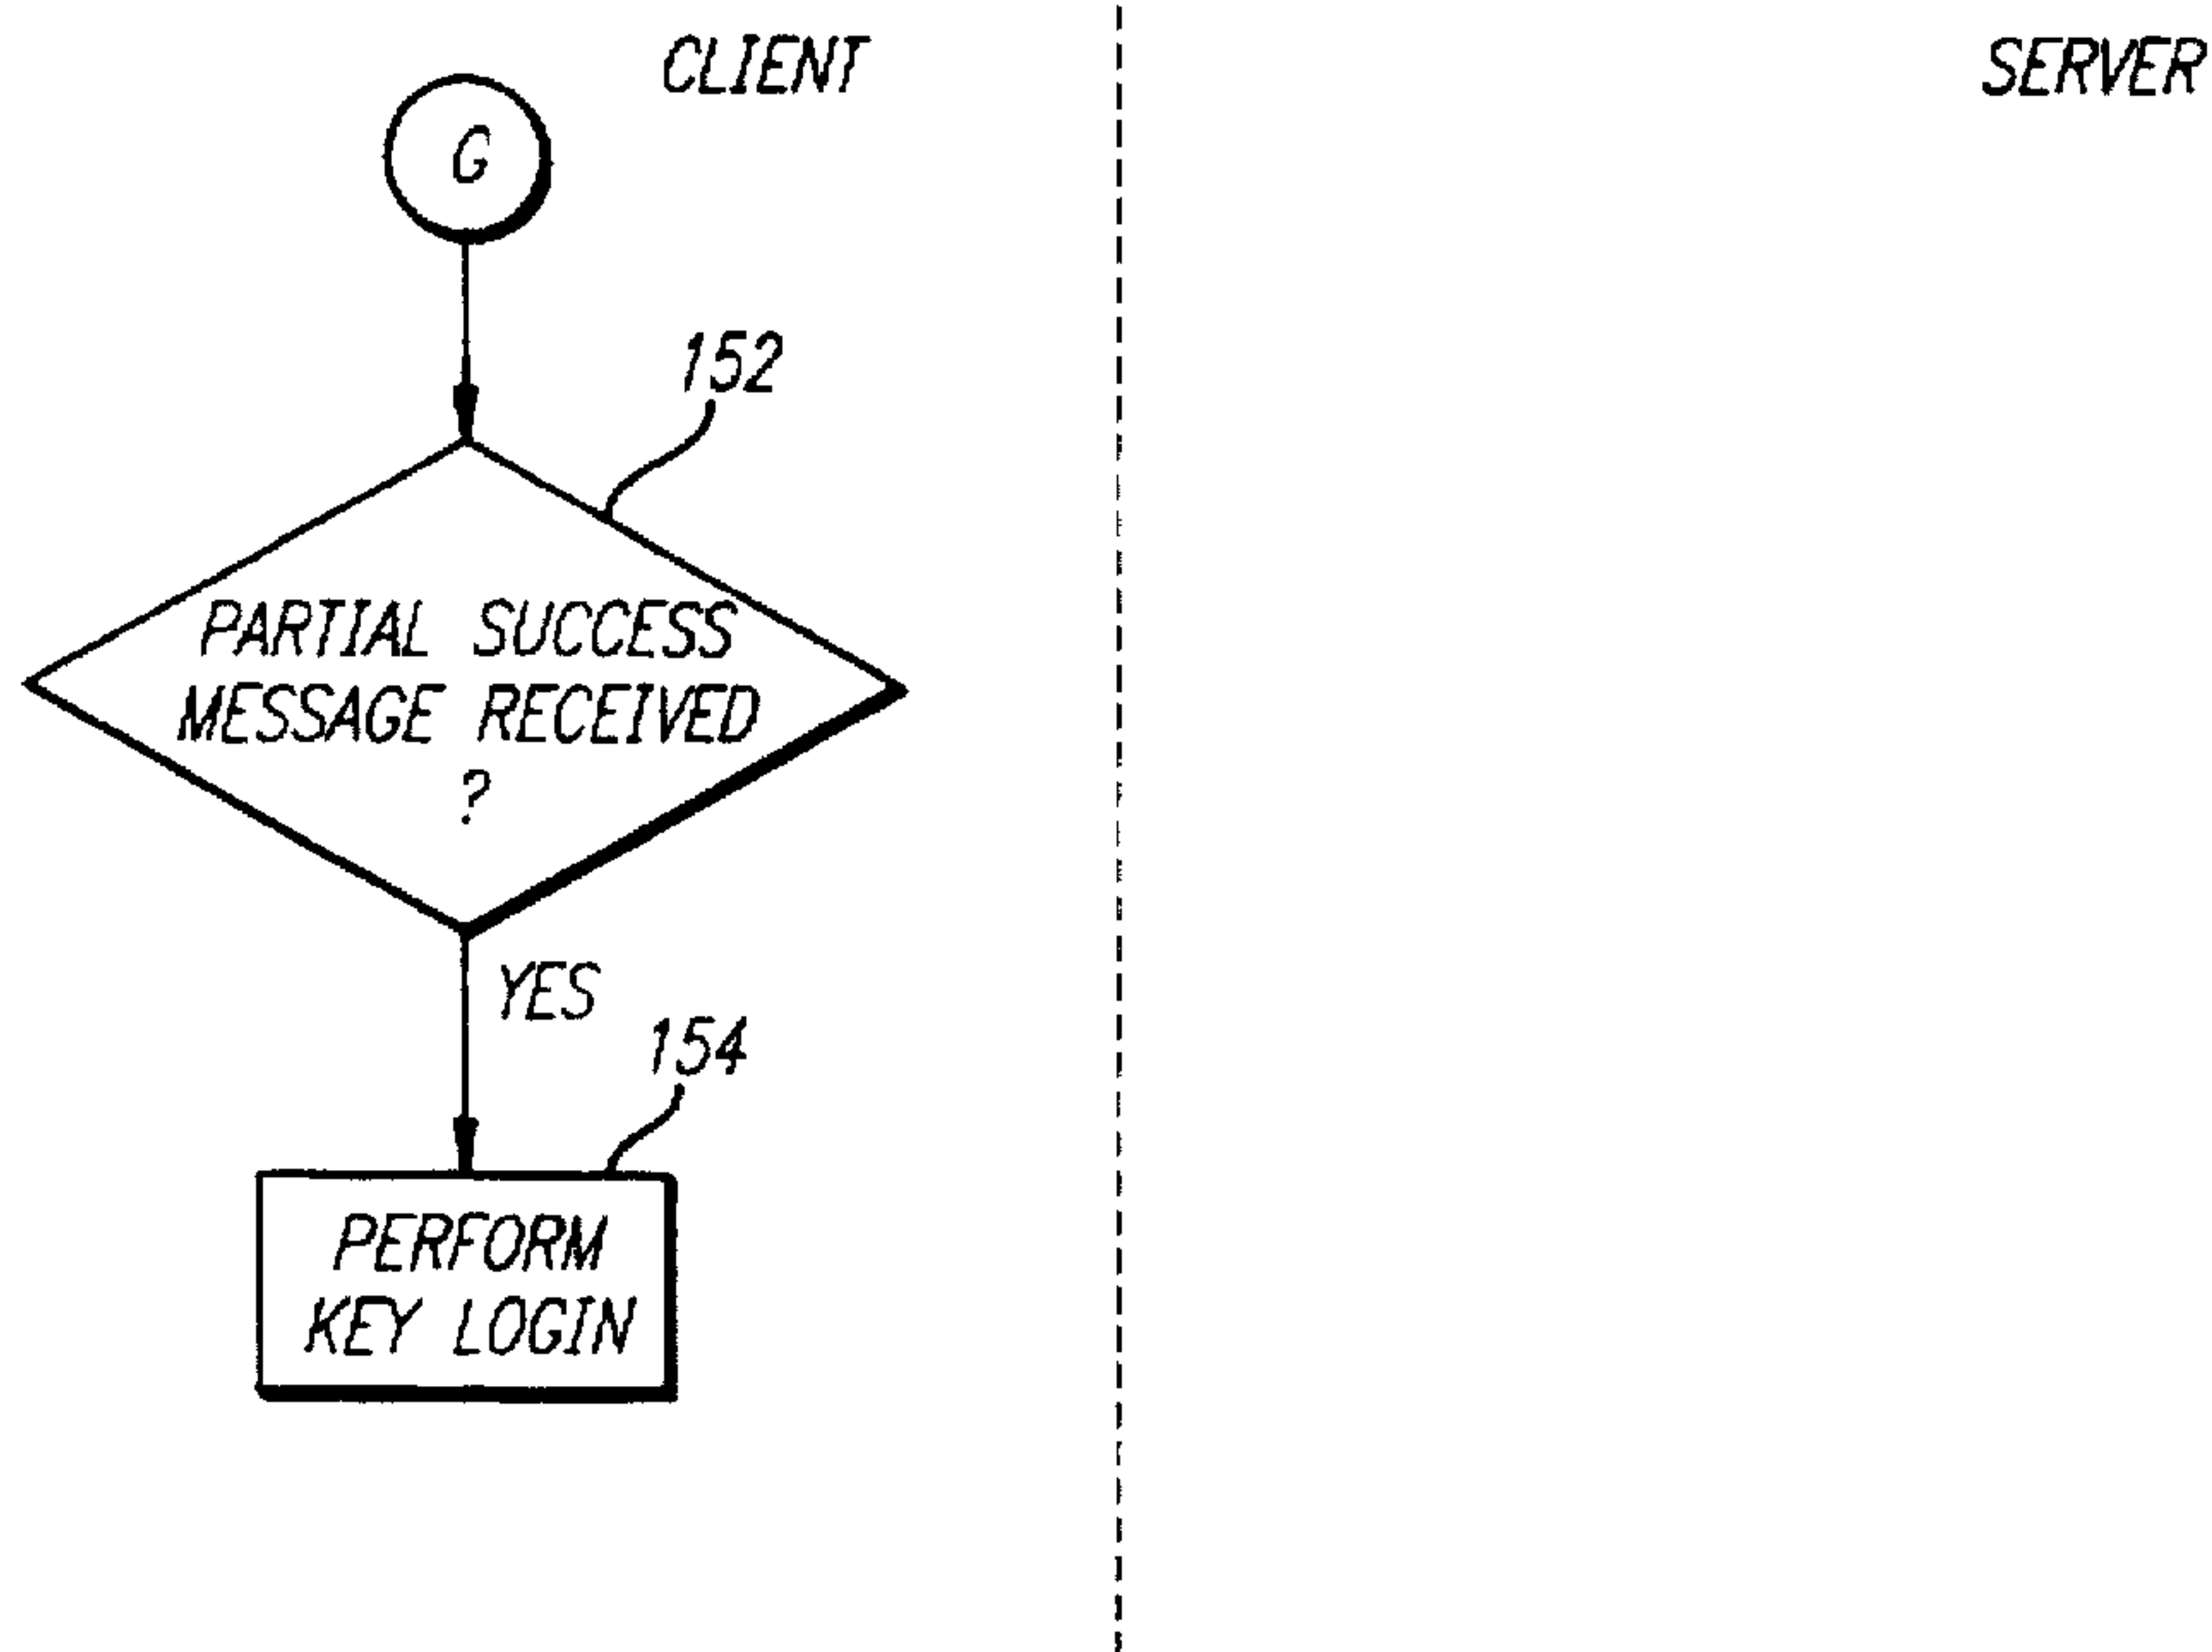 CLIENT
SERVER
G
152
PARTIAL SUCCESS
MESSAGE RECEIVED
?
YES
154
PERFORM
KEY LOGIN